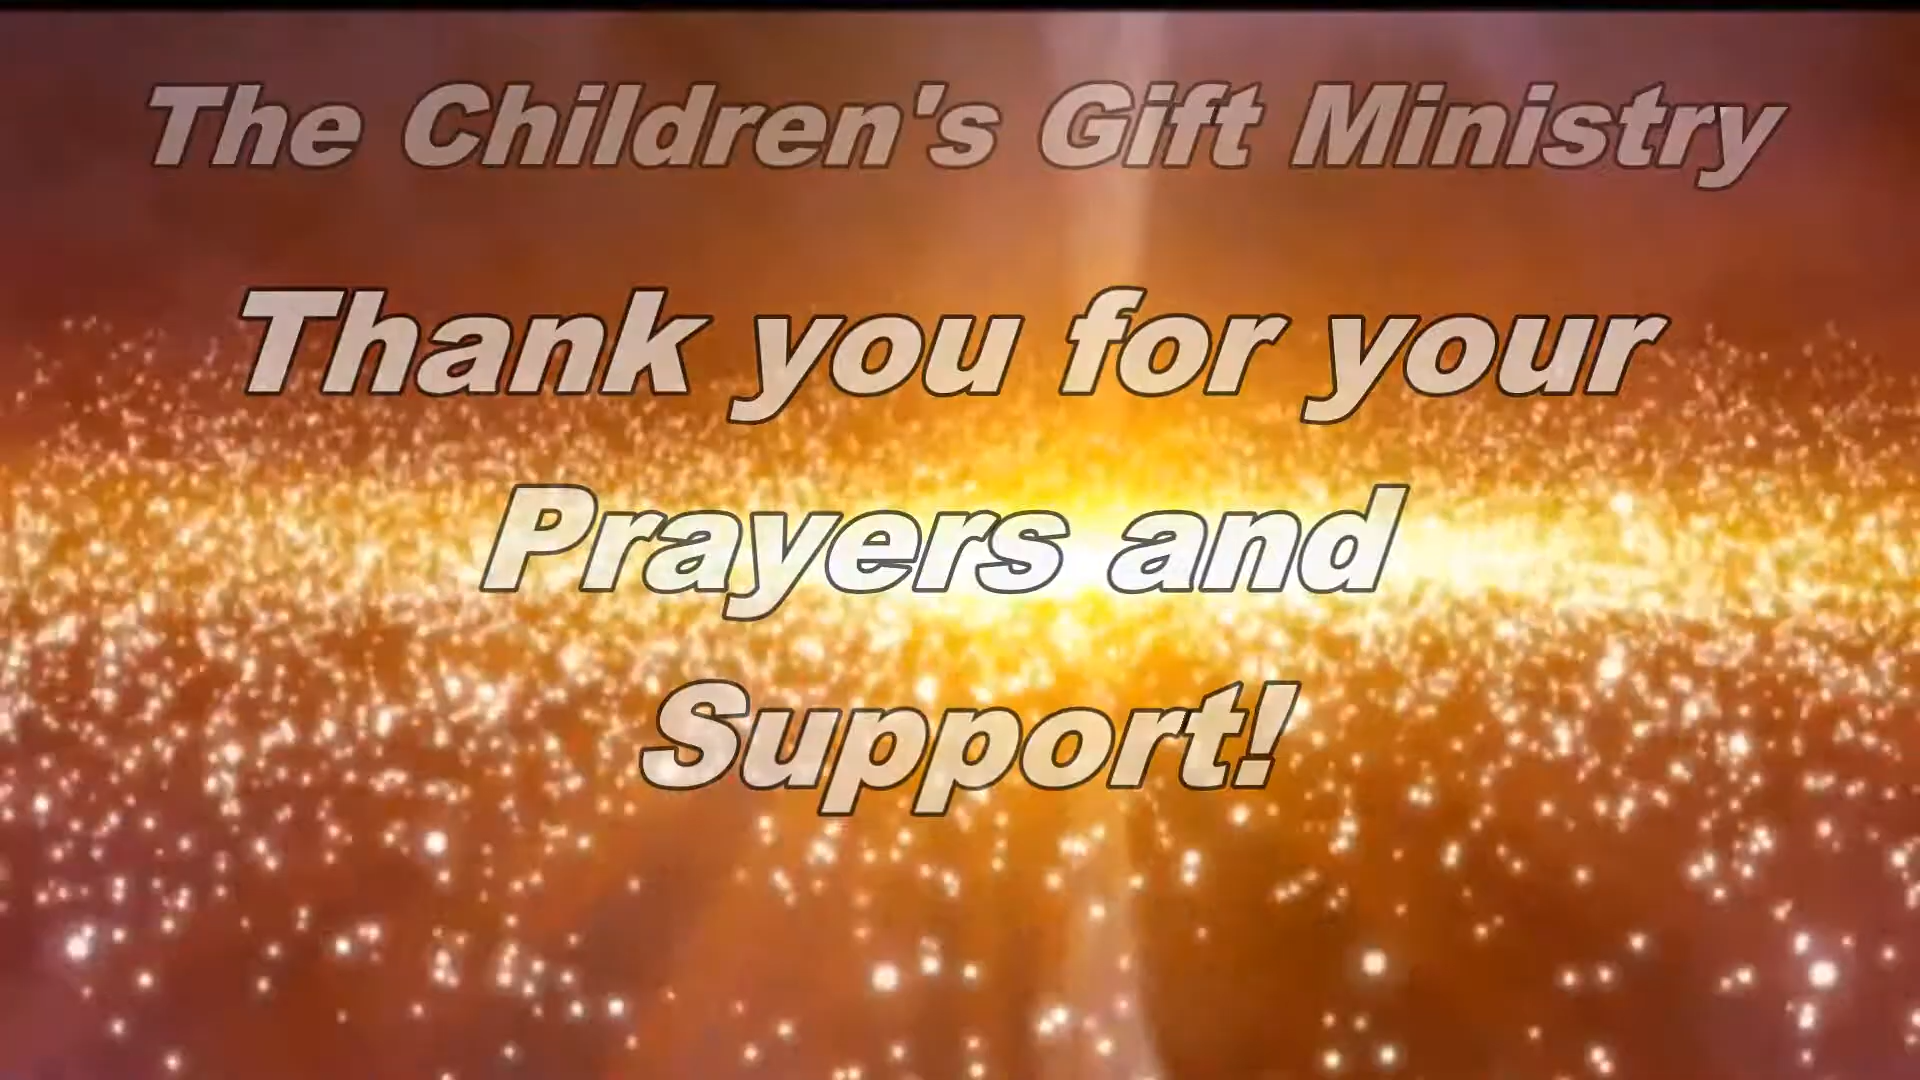 The Children's Gift Ministry
Thank you for your
Prayers and
Support!